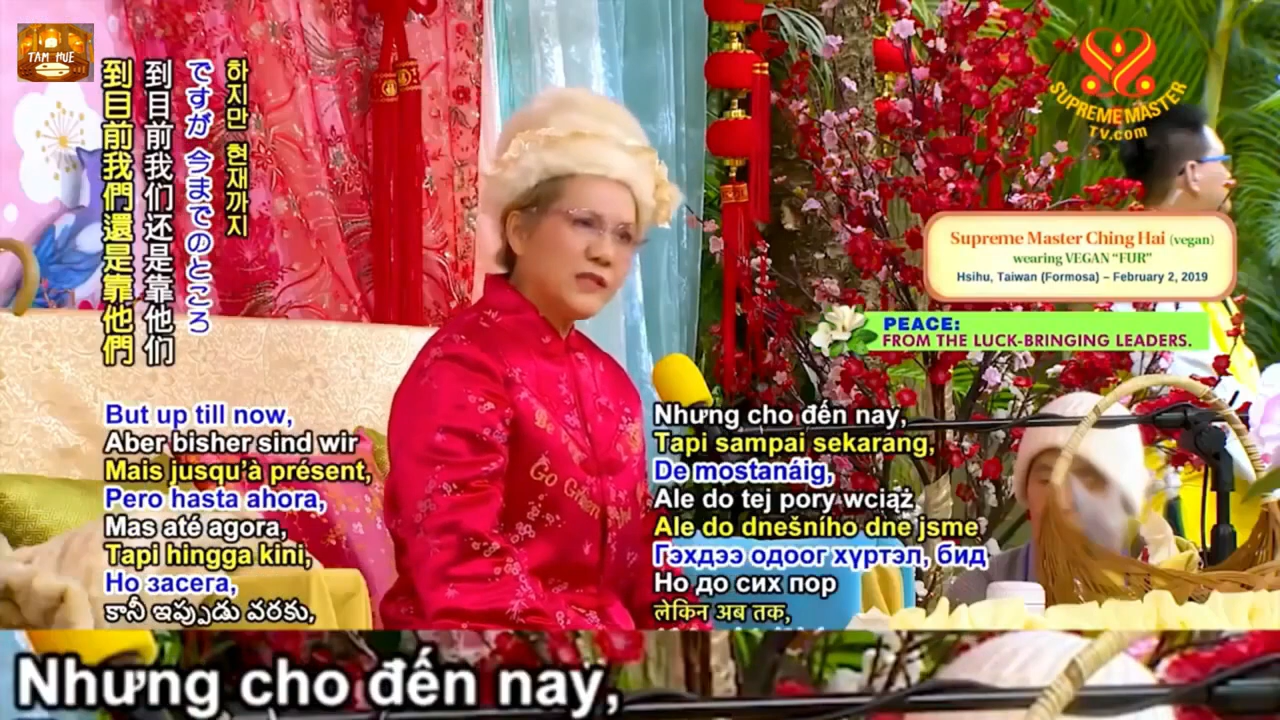 TAM HUE
하지만 현재까지
ですが 今までのところ
到目前我们还是靠他们
到目前我們還是靠他們
SUPREME MASTER
TV.com
Supreme Master Ching Hai (vegan)
wearing VEGAN “FUR”
Hsihu, Taiwan (Formosa) – February 2, 2019
PEACE:
FROM THE LUCK-BRINGING LEADERS.
But up till now,
Aber bisher sind wir
Mais jusqu’à présent,
Pero hasta ahora,
Mas até agora,
Tapi hingga kini,
Но засега,
కానీ ఇప్పుడు వరకు,
Nhưng cho đến nay,
Tapi sampai sekarang,
De mostanáig,
Ale do tej pory wciąż
Ale do dnešního dne jsme
Гэхдээ одоог хүртэл, бид
Но до сих пор
लेकिन अब तक,
Go Green
Nhưng cho đến nay,